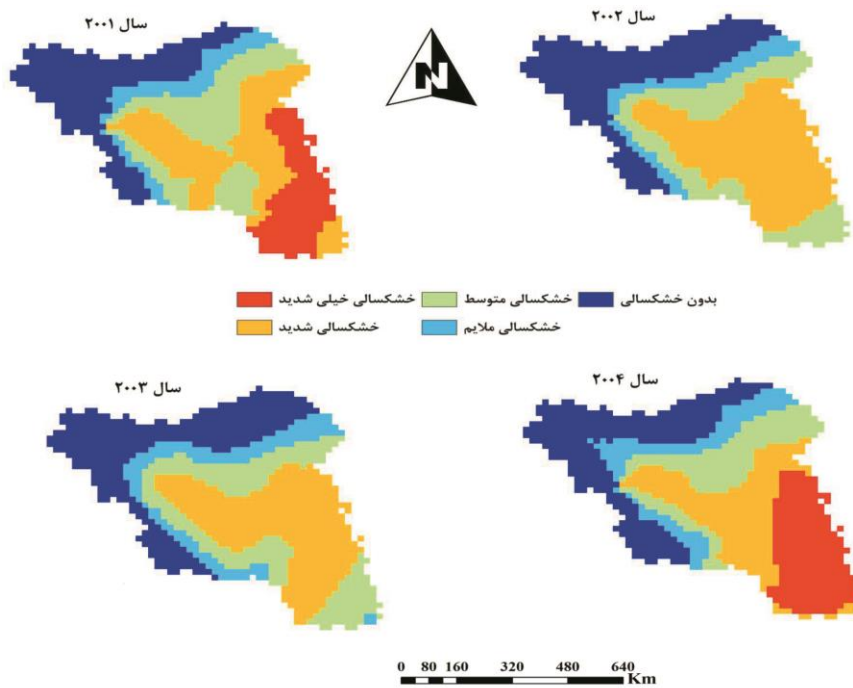 سال ۲۰۰۱
سال ۲۰۰۲
N
بدون خشکسالی
خشکسالی متوسط
خشکسالی خیلی شدید
خشکسالی ملایم
خشکسالی شدید
سال ۲۰۰۳
سال ۲۰۰۴
0 80 160 320 480 640 Km